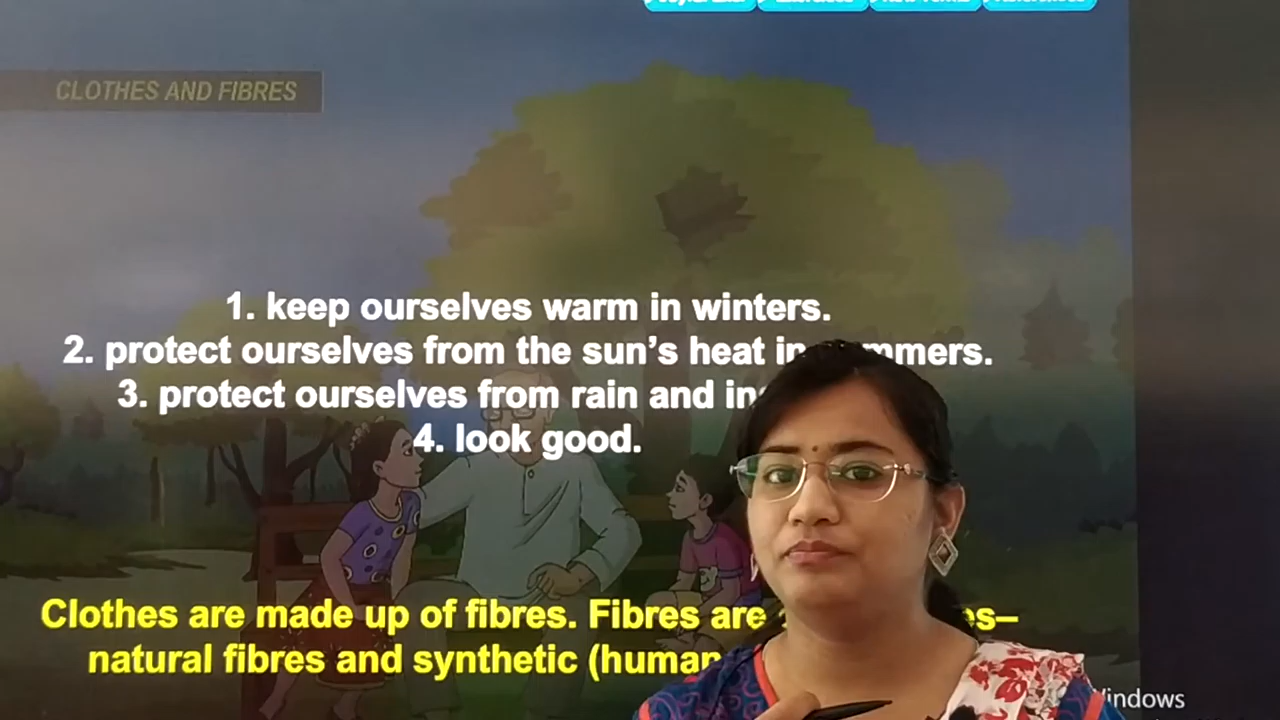 CLOTHES AND FIBRES
1. keep ourselves warm in winters.
2. protect ourselves from the sun's heat in
3. protect ourselves from rain and
4. look good.
Clothes are made up of fibres. Fibres are
natural fibres and synthetic
Windows